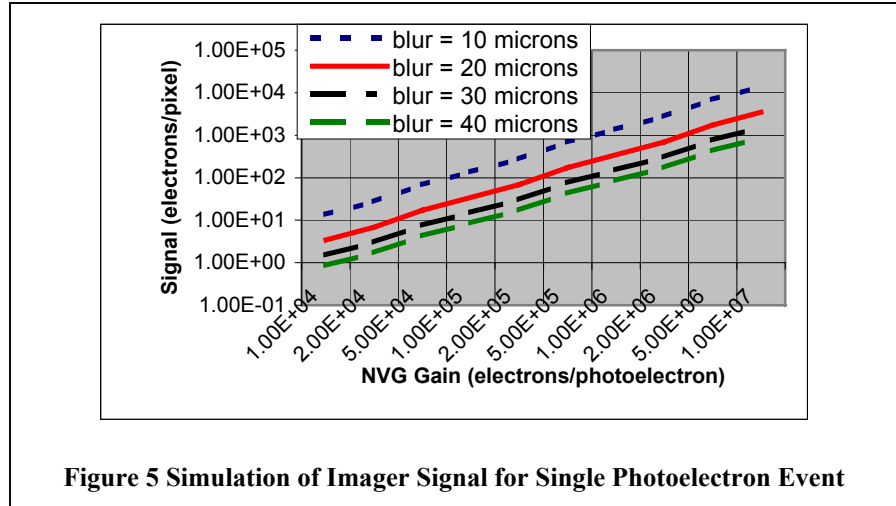 blur = 10 microns
blur = 20 microns
blur = 30 microns
blur = 40 microns
Signal (electrons/pixel)
1.00E+05
1.00E+04
1.00E+03
1.00E+02
1.00E+01
1.00E+00
1.00E-01
1.00E+04
2.00E+04
5.00E+04
1.00E+05
2.00E+05
5.00E+05
1.00E+06
2.00E+06
5.00E+06
1.00E+07
NVG Gain (electrons/photoelectron)
Figure 5 Simulation of Imager Signal for Single Photoelectron Event